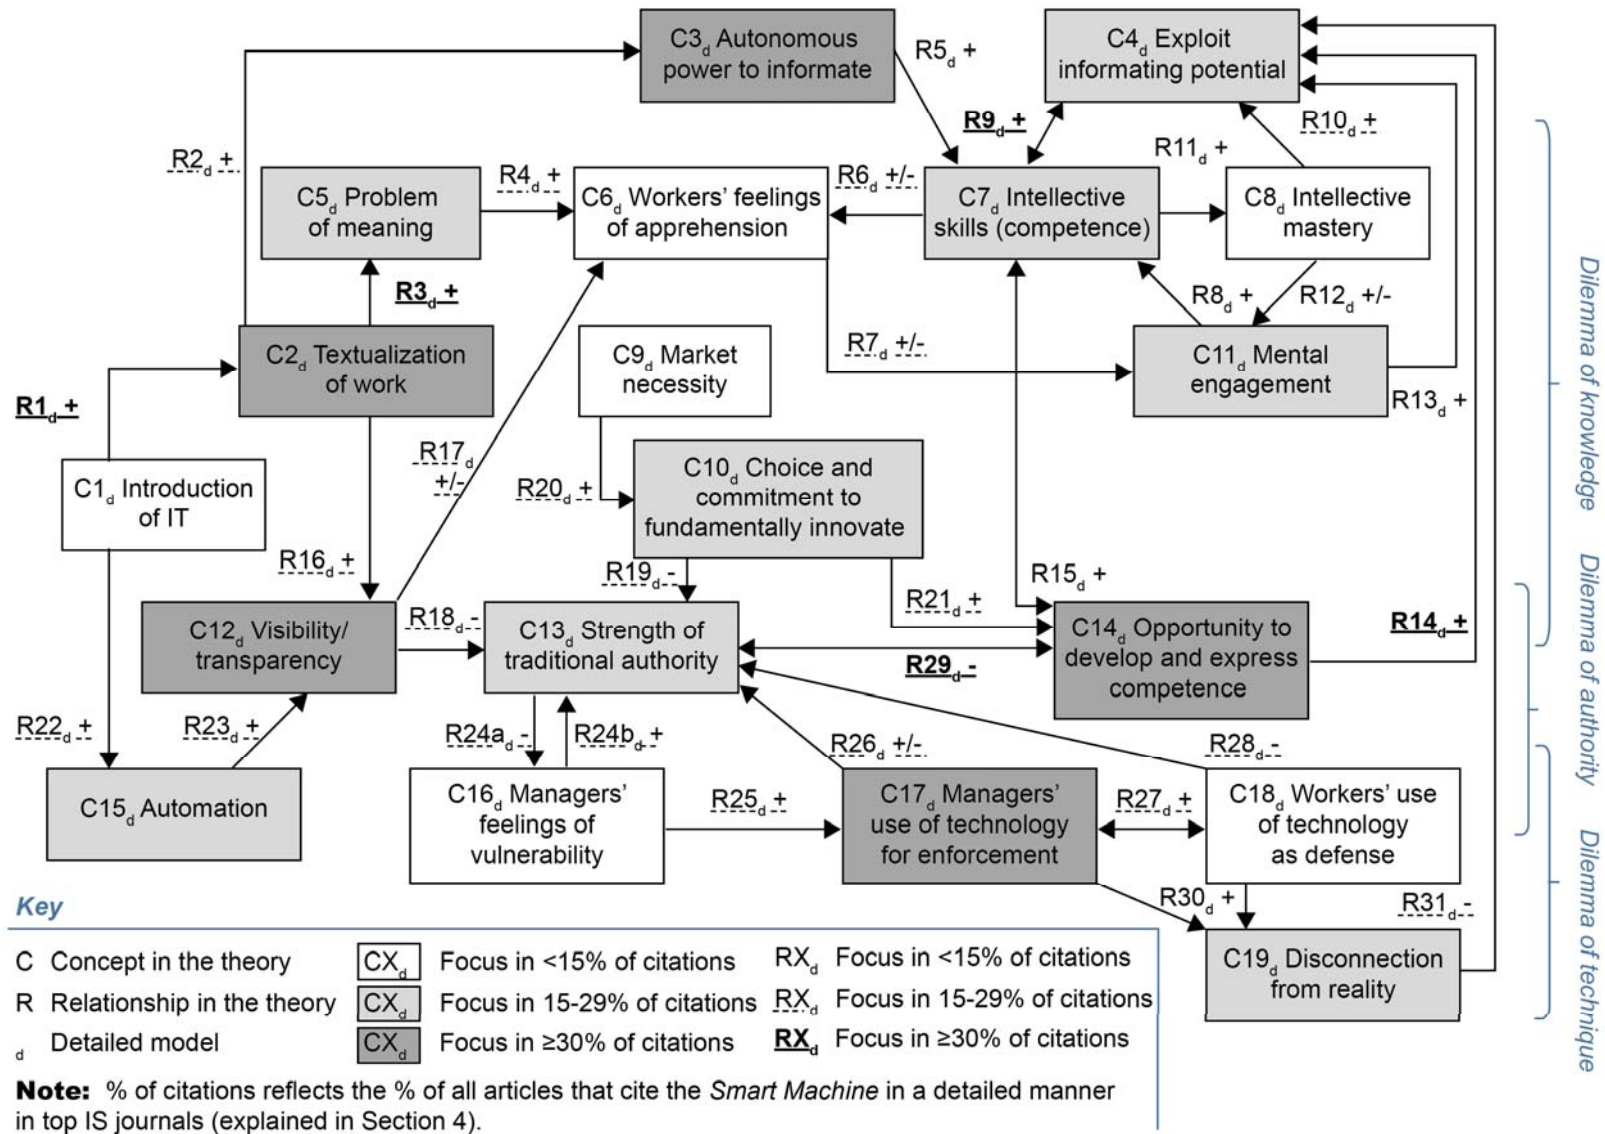 C3d Autonomous
power to informate
R5d +
C4d Exploit
informating potential
R9d +
R10d +
R11d +
R2d +
C5d Problem
of meaning
R4d +
C6d Workers’ feelings
of apprehension
R6d +/-
C7d Intellective
skills (competence)
C8d Intellective
mastery
R3d +
R8d +
R12d +/-
C2d Textualization
of work
C9d Market
necessity
R7d +/-
C11d Mental
engagement
R13d +
R1d +
R17d
+/-
C1d Introduction
of IT
R20d +
C10d Choice and
commitment to
fundamentally innovate
Dilemma of knowledge
R16d +
R19d -
R21d +
R15d +
C12d Visibility/
transparency
R18d -
C13d Strength of
traditional authority
R29d -
C14d Opportunity to
develop and express
competence
R14d +
Dilemma of authority
R22d +
R23d +
R24ad -
R24bd +
R26d +/-
R28d -
C15d Automation
C16d Managers’
feelings of
vulnerability
R25d +
C17d Managers’
use of technology
for enforcement
R27d +
C18d Workers’ use
of technology
as defense
R30d +
R31d -
C19d Disconnection
from reality
Dilemma of technique
Key
C Concept in the theory
CXd Focus in <15% of citations
RXd Focus in <15% of citations
R Relationship in the theory
CXd Focus in 15-29% of citations
RXd Focus in 15-29% of citations
d Detailed model
CXd Focus in ≥30% of citations
RXd Focus in ≥30% of citations
Note: % of citations reflects the % of all articles that cite the Smart Machine in a detailed manner
in top IS journals (explained in Section 4).